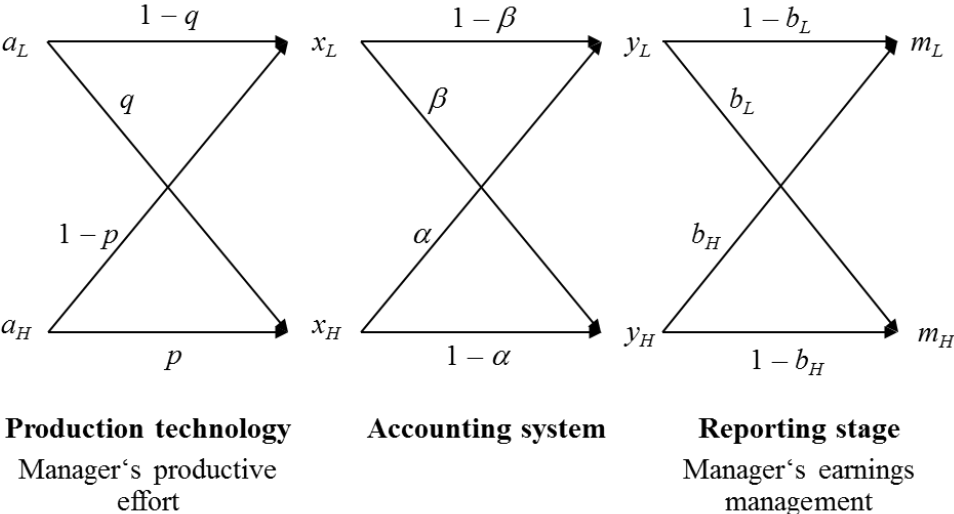 1 – q 1 – β 1 – b_L
a_L x_L y_L m_L
q β b_L
1 – p α b_H
a_H x_H y_H m_H
p 1 – α 1 – b_H
Production technology Accounting system Reporting stage
Manager‘s productive Manager‘s earnings
effort management